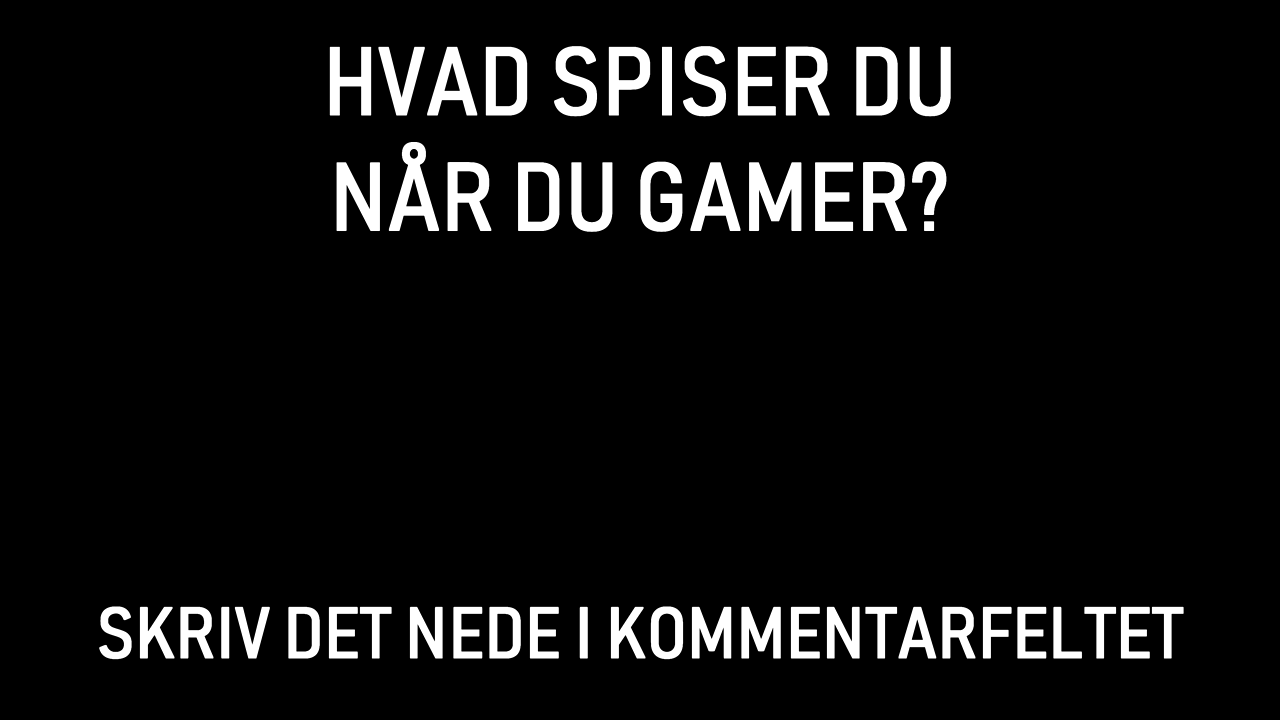 HVAD SPISER DU
NÅR DU GAMER?
SKRIV DET NEDE I KOMMENTARFELTET